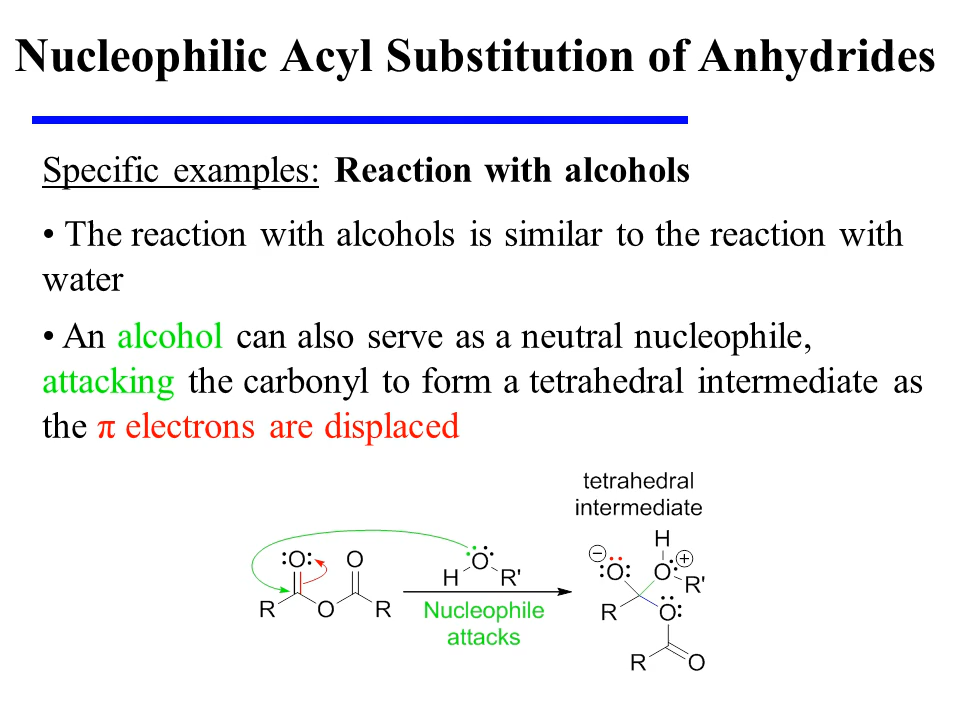 Nucleophilic Acyl Substitution of Anhydrides
Specific examples: Reaction with alcohols
• The reaction with alcohols is similar to the reaction with
water
• An alcohol can also serve as a neutral nucleophile,
attacking the carbonyl to form a tetrahedral intermediate as
the π electrons are displaced
tetrahedral
intermediate
O O
R O R
O
H R'
Nucleophile
attacks
H
− +
O O R'
R O
R O